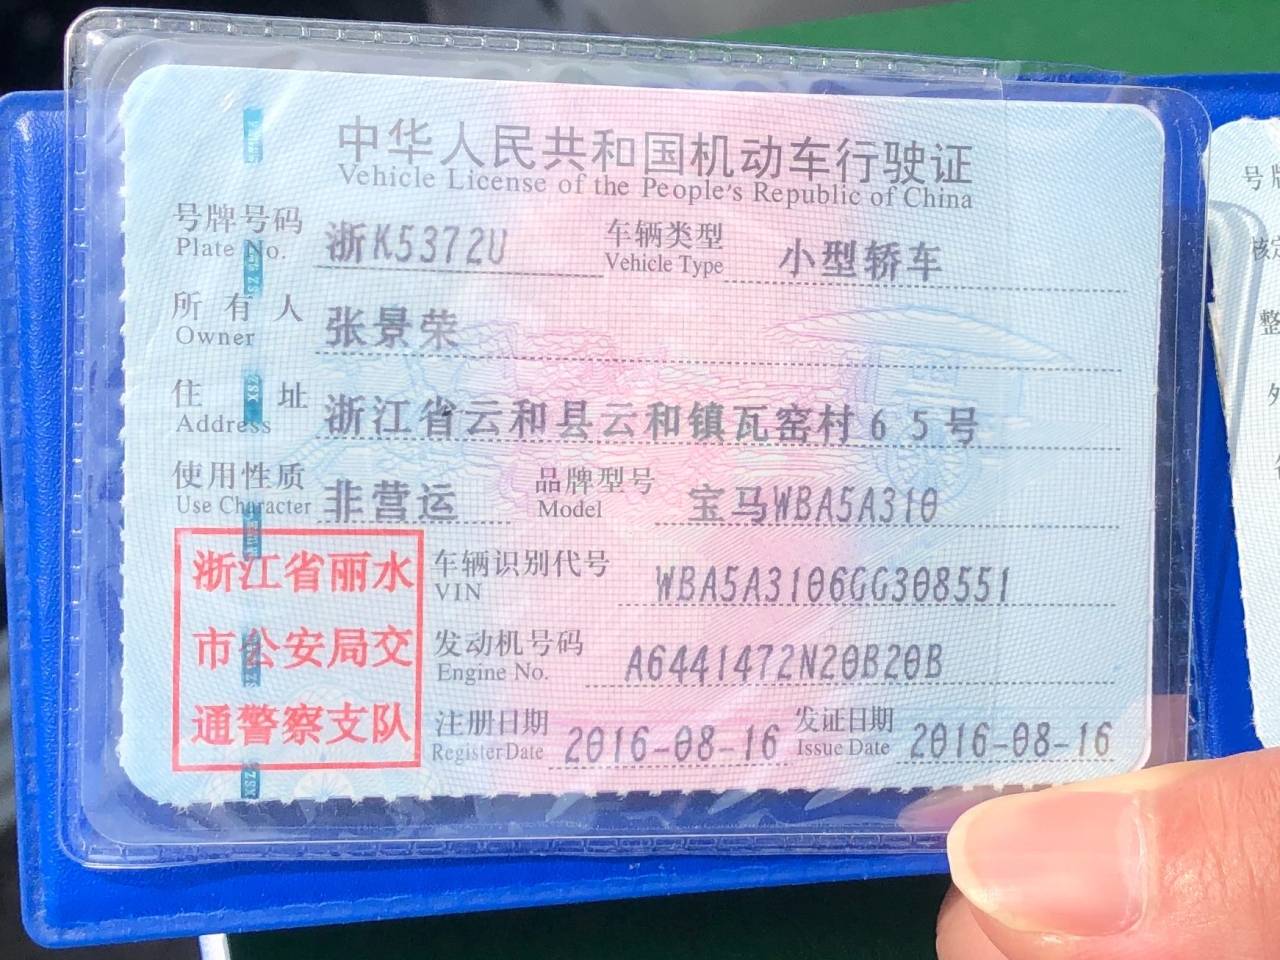 中华人民共和国机动车行驶证
Vehicle License of the People's Republic of China
号牌号码 浙K5372U 车辆类型 小型轿车
Plate No. Vehicle Type
所有人 张景荣
Owner
住址 浙江省云和县云和镇瓦窑村65号
Address
使用性质 非营运 品牌型号 宝马WBA5A310
Use Character Model
浙江省丽水
市公安局交
通警察支队
车辆识别代号 WBA5A3106GG308551
VIN
发动机号码 A6441472N20B20B
Engine No.
注册日期 2016-08-16 发证日期 2016-08-16
Register Date Issue Date
号牌
核定
整